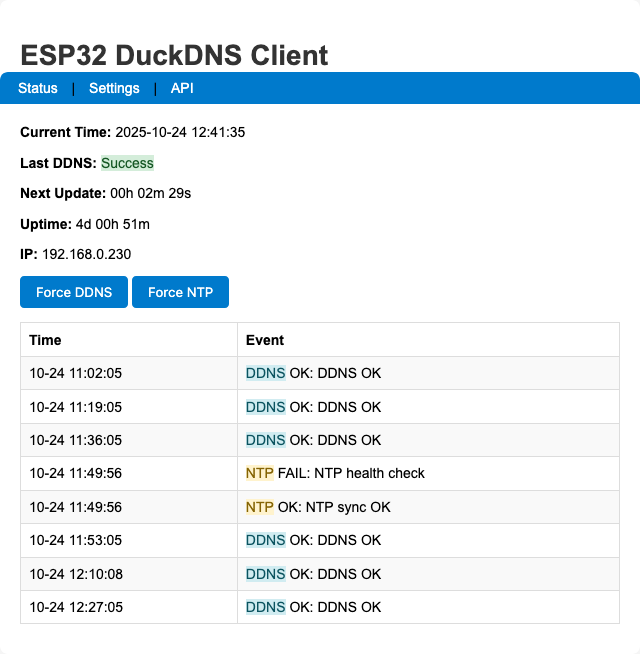 ESP32 DuckDNS Client
Status | Settings | API
Current Time: 2025-10-24 12:41:35
Last DDNS: Success
Next Update: 00h 02m 29s
Uptime: 4d 00h 51m
IP: 192.168.0.230
Force DDNS Force NTP
Time Event
10-24 11:02:05 DDNS OK: DDNS OK
10-24 11:19:05 DDNS OK: DDNS OK
10-24 11:36:05 DDNS OK: DDNS OK
10-24 11:49:56 NTP FAIL: NTP health check
10-24 11:49:56 NTP OK: NTP sync OK
10-24 11:53:05 DDNS OK: DDNS OK
10-24 12:10:08 DDNS OK: DDNS OK
10-24 12:27:05 DDNS OK: DDNS OK